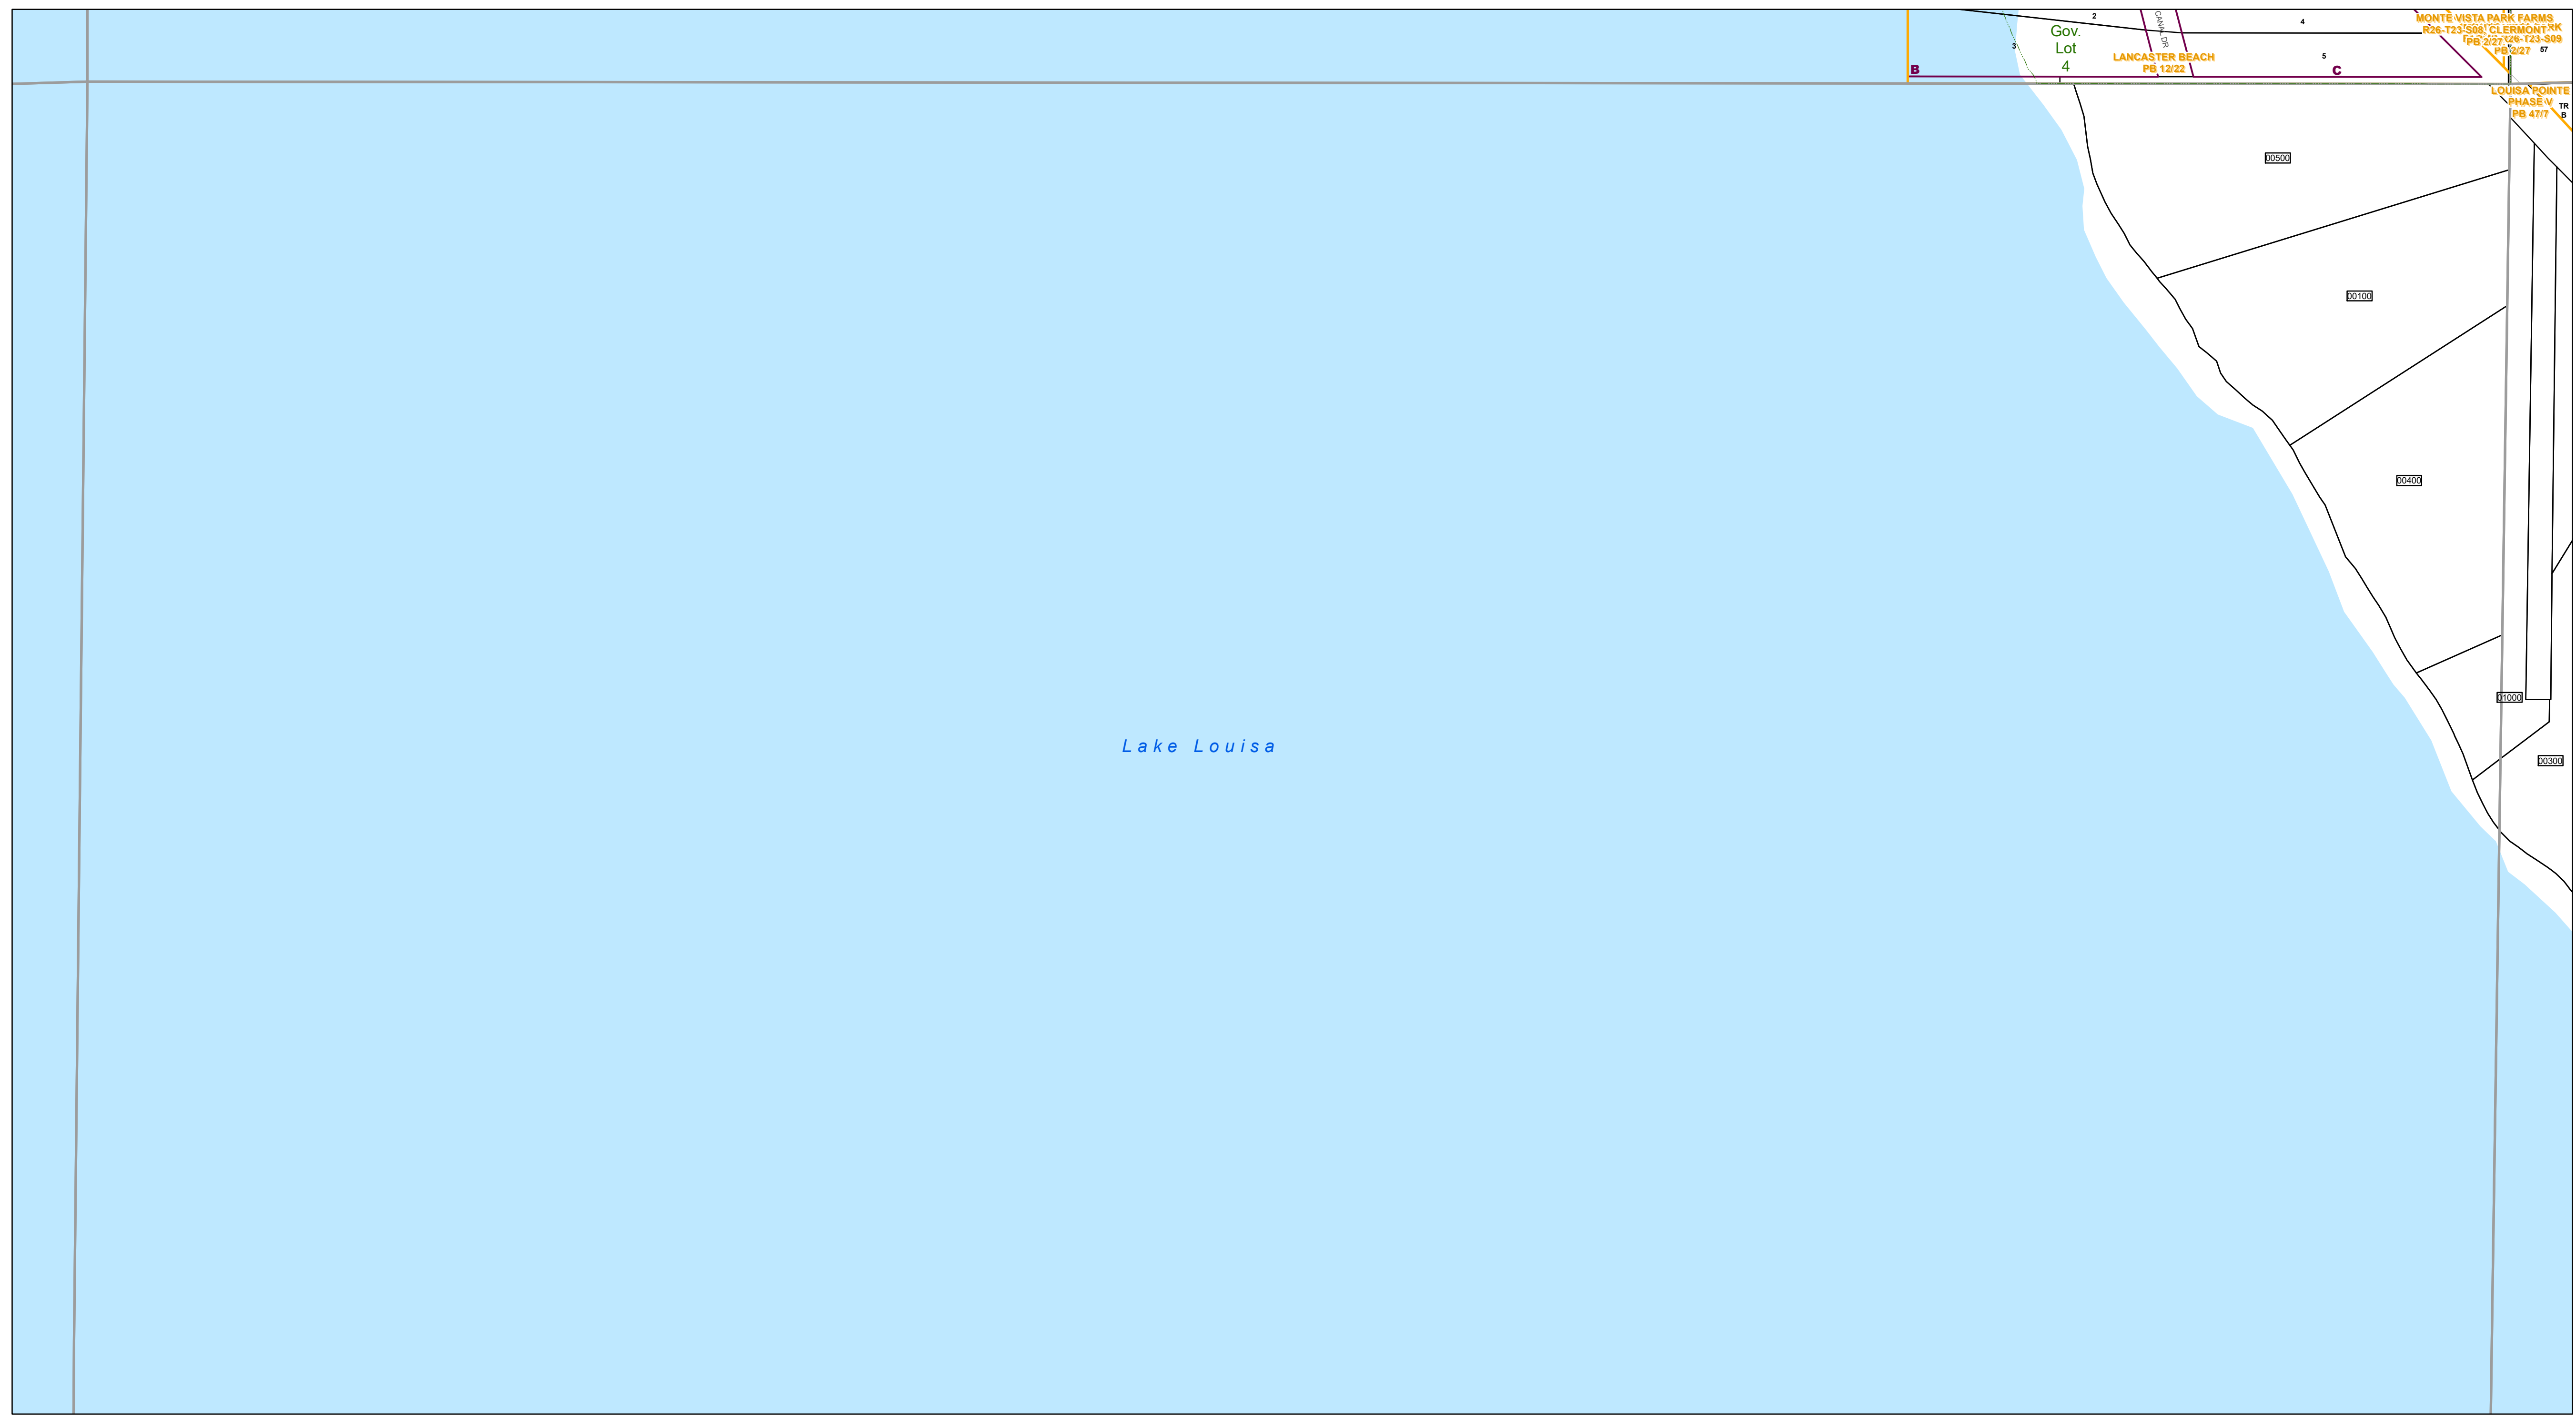 2
CANAL DR
4
MONTE VISTA PARK FARMS
R26-T23-S08, CLERMONT
PB 2/27
R26-T23-S09
PB 2/27
57
Gov.
Lot
4
3
5
LANCASTER BEACH
PB 12/22
B
C
LOUISA POINTE
PHASE V
PB 47/7
TR
B
00500
00100
00400
01000
00300
Lake Louisa